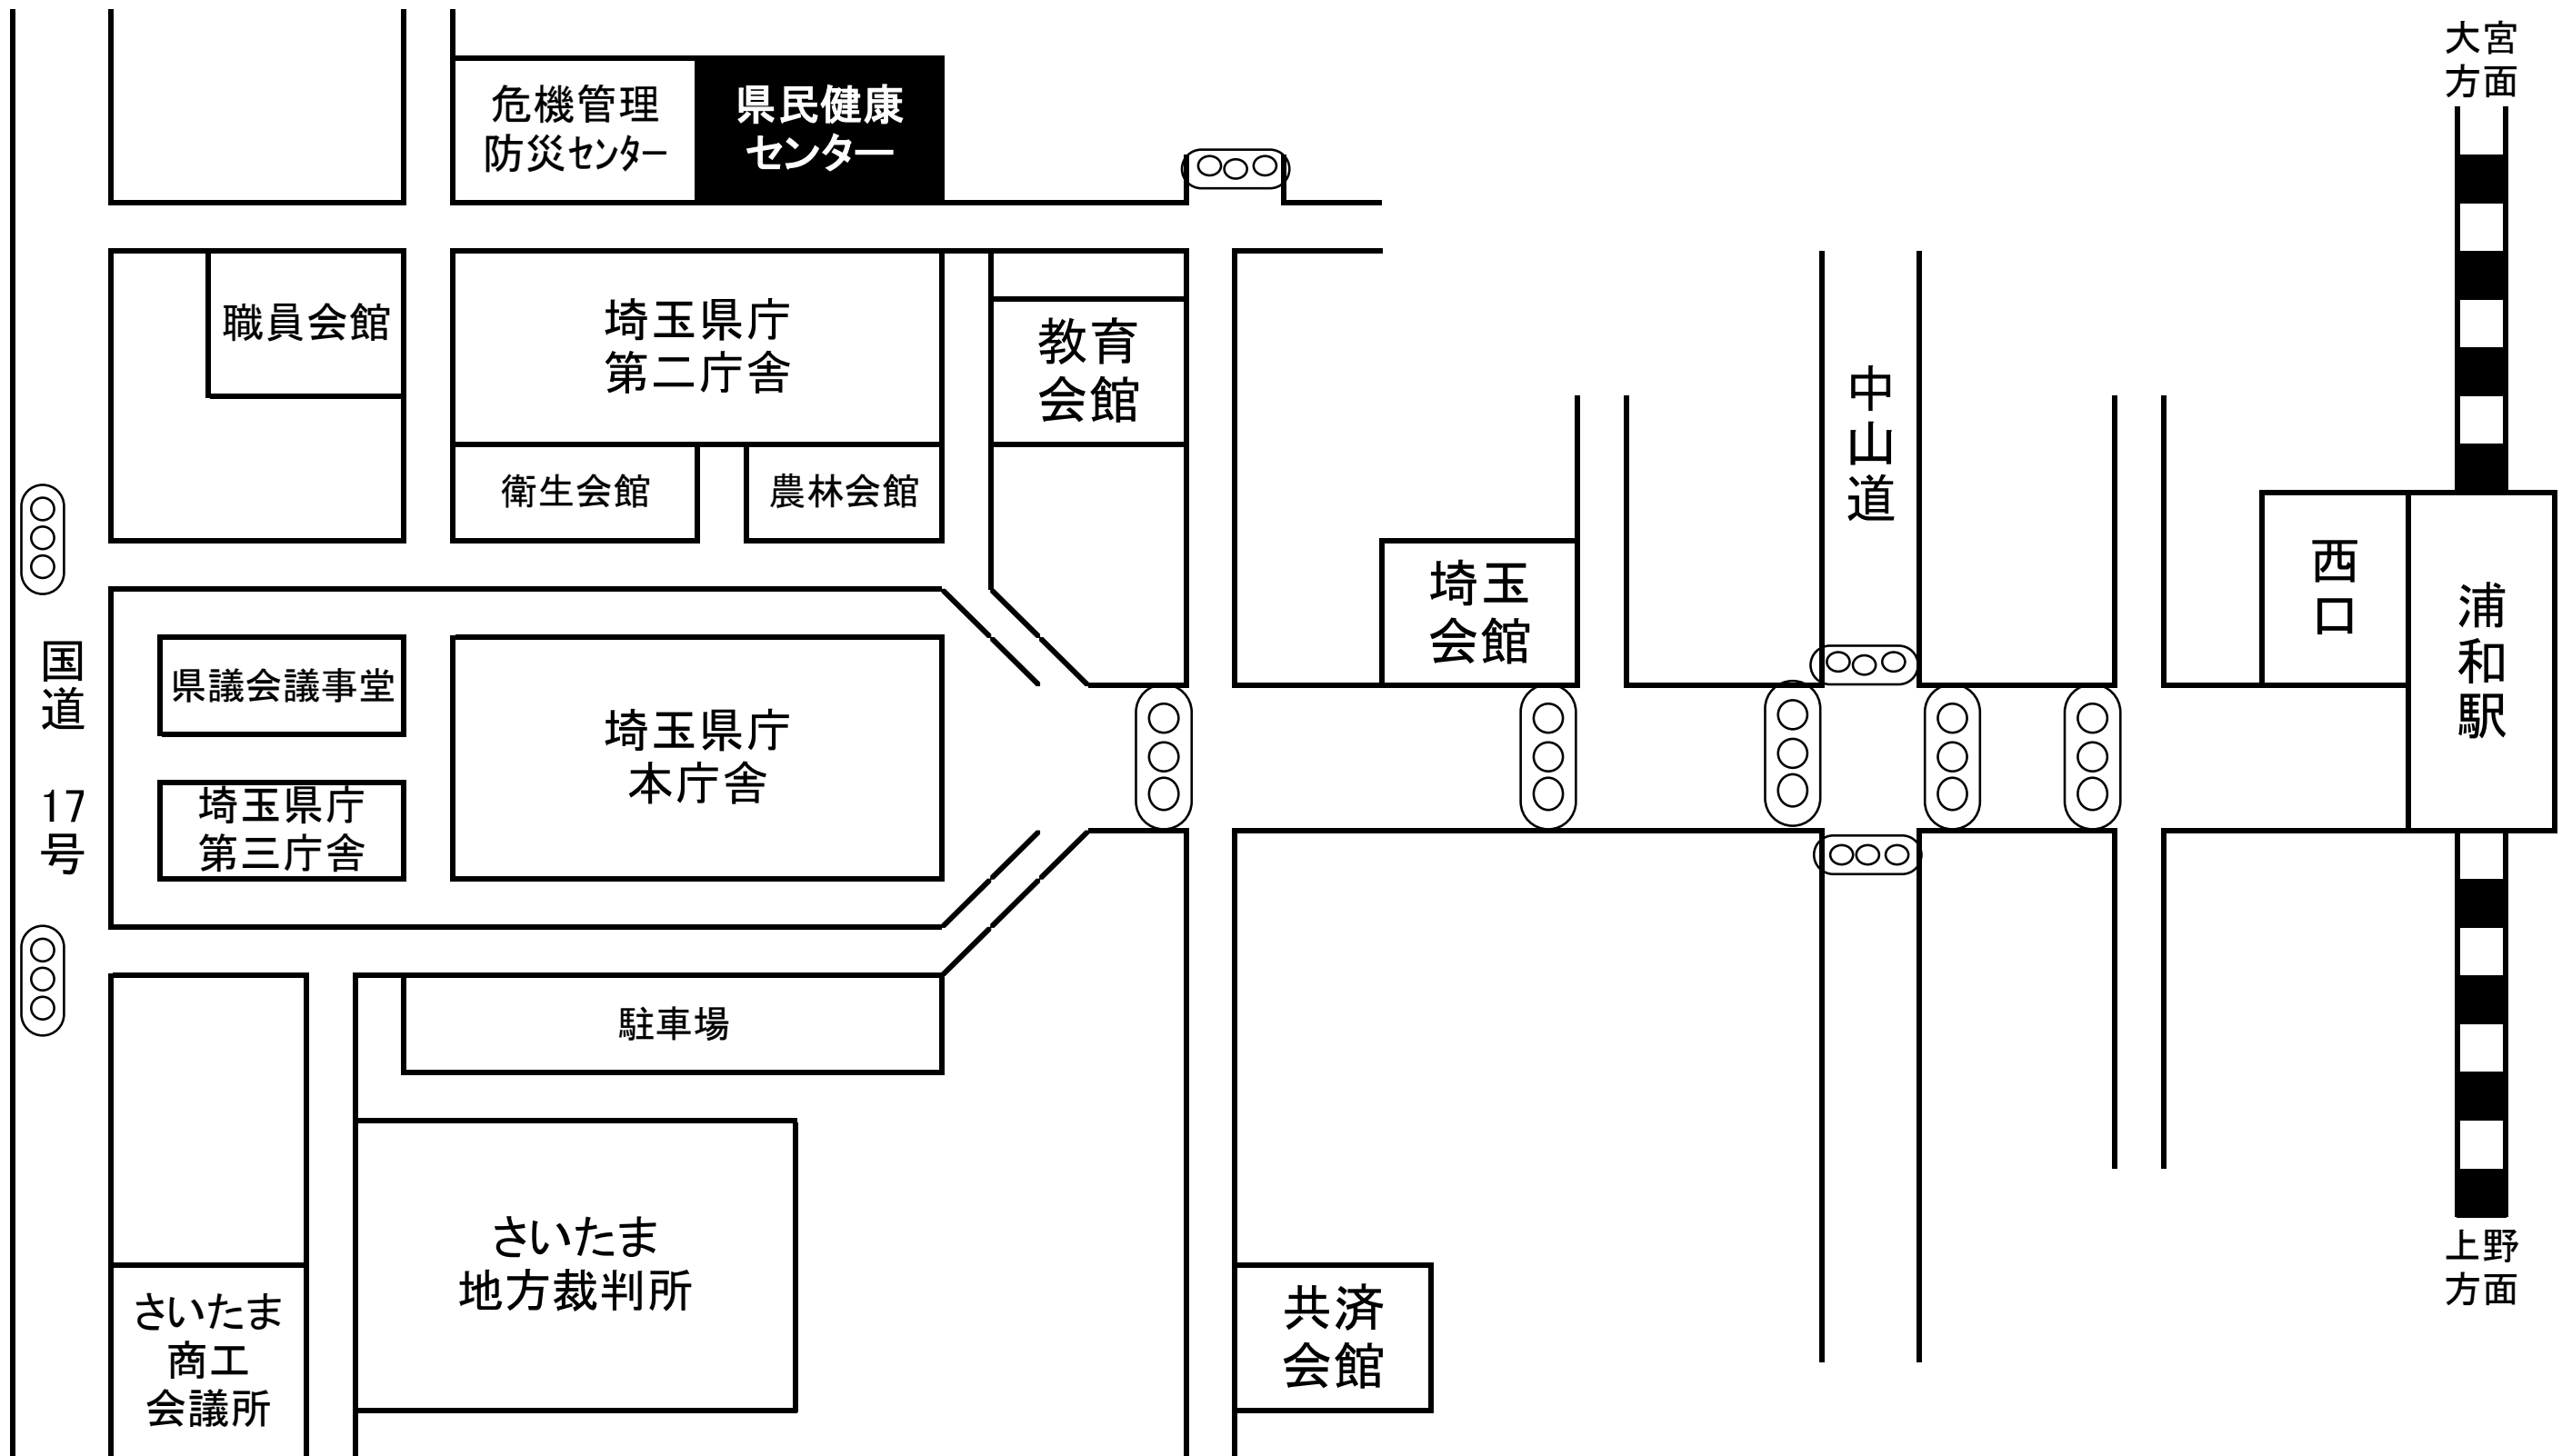 大宮
方面
危機管理
防災センター
県民健康
センター
職員会館
埼玉県庁
第二庁舎
教育
会館
中山道
衛生会館
農林会館
埼玉
会館
西口
浦和駅
国道 17号
県議会議事堂
埼玉県庁
本庁舎
埼玉県庁
第三庁舎
駐車場
さいたま
地方裁判所
上野
方面
さいたま
商工
会議所
共済
会館